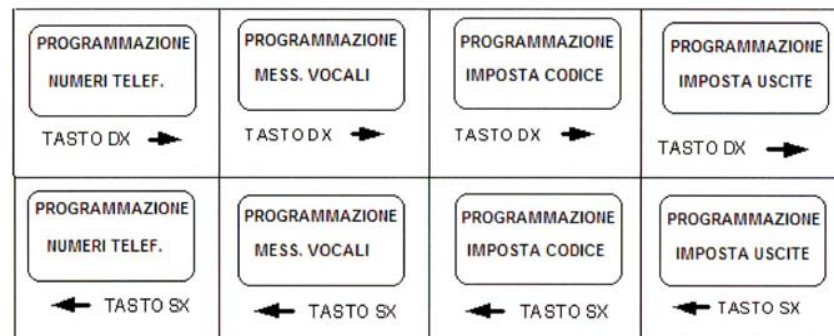 PROGRAMMAZIONE
NUMERI TELEF.
TASTO DX
PROGRAMMAZIONE
MESS. VOCALI
TASTO DX
PROGRAMMAZIONE
IMPOSTA CODICE
TASTO DX
PROGRAMMAZIONE
IMPOSTA USCITE
TASTO DX
PROGRAMMAZIONE
NUMERI TELEF.
TASTO SX
PROGRAMMAZIONE
MESS. VOCALI
TASTO SX
PROGRAMMAZIONE
IMPOSTA CODICE
TASTO SX
PROGRAMMAZIONE
IMPOSTA USCITE
TASTO SX